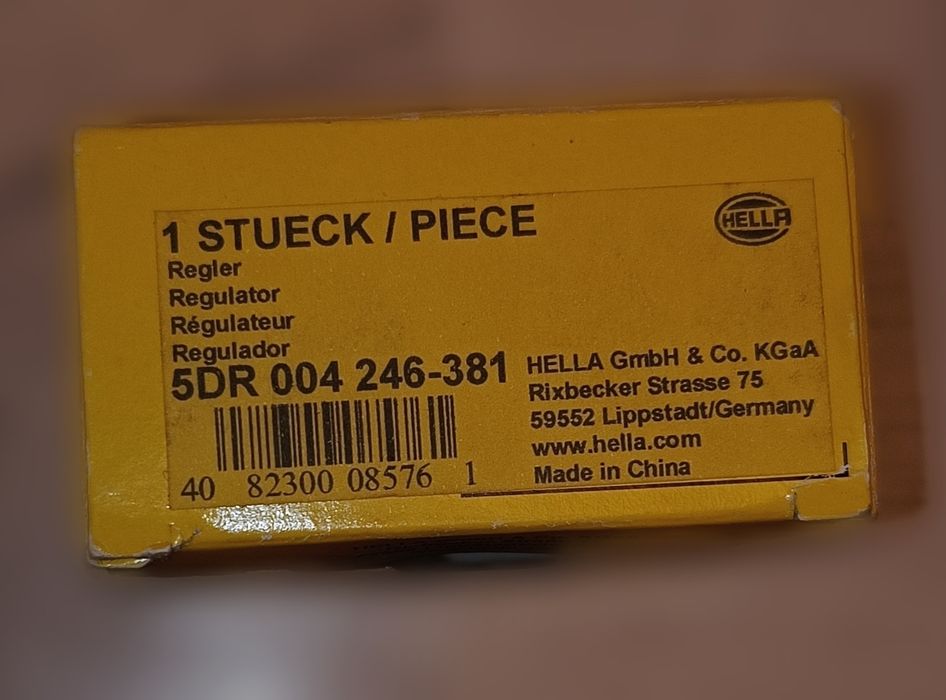 1 STUECK / PIECE
HELLA
Regler
Regulator
Régulateur
Regulador
5DR 004 246-381
40 82300 08576 1
HELLA GmbH & Co. KGaA
Rixbecker Strasse 75
59552 Lippstadt/Germany
www.hella.com
Made in China